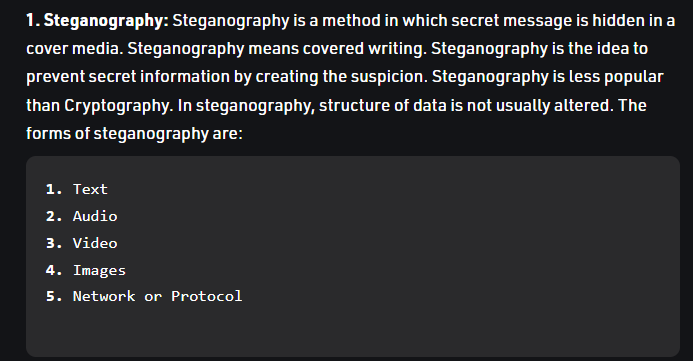 1. Steganography: Steganography is a method in which secret message is hidden in a
cover media. Steganography means covered writing. Steganography is the idea to
prevent secret information by creating the suspicion. Steganography is less popular
than Cryptography. In steganography, structure of data is not usually altered. The
forms of steganography are:
1. Text
2. Audio
3. Video
4. Images
5. Network or Protocol